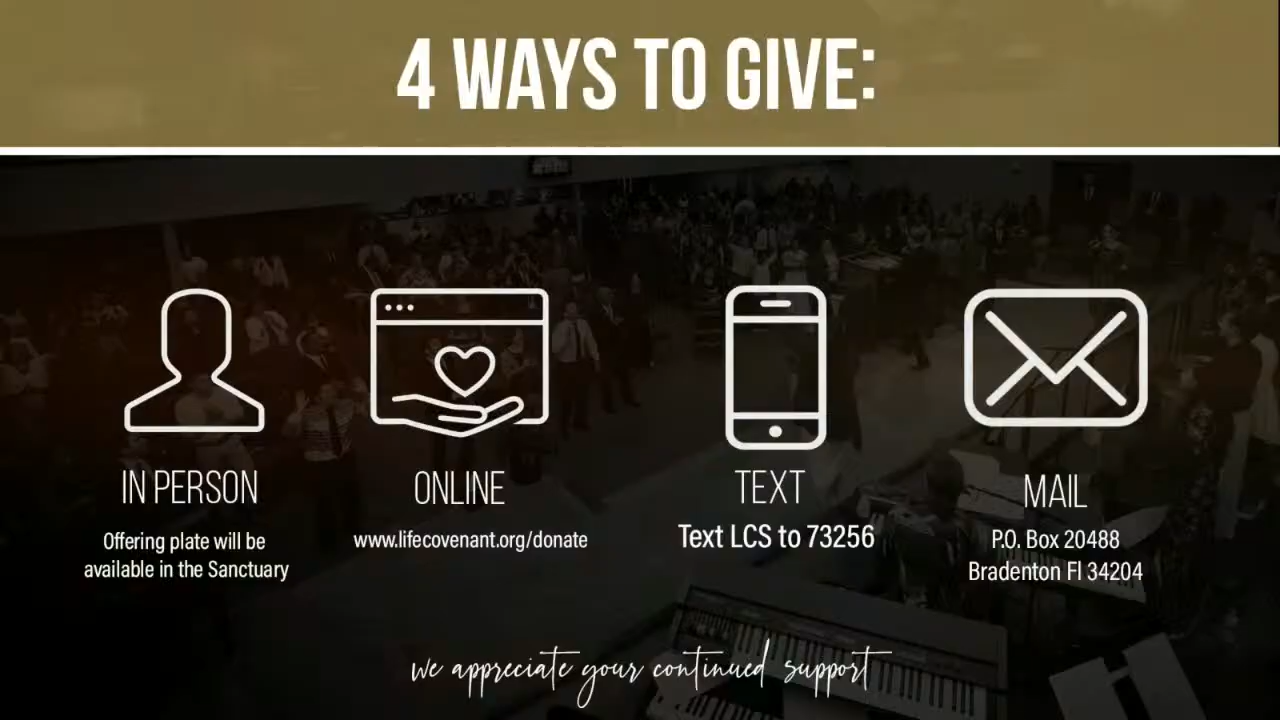 4 WAYS TO GIVE:
IN PERSON
Offering plate will be
available in the Sanctuary
ONLINE
www.lifecovenant.org/donate
TEXT
Text LCS to 73256
MAIL
P.O. Box 20488
Bradenton Fl 34204
we appreciate your continued support